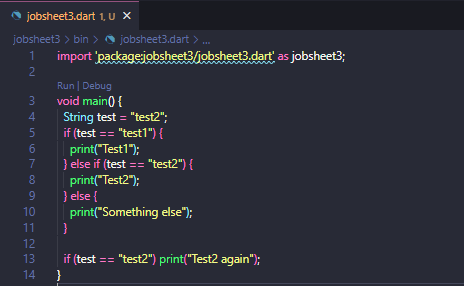 jobsheet3.dart 1, U
jobsheet3 > bin > jobsheet3.dart > ...
1 import 'package:jobsheet3/jobsheet3.dart' as jobsheet3;
2
Run | Debug
3 void main() {
4 String test = "test2";
5 if (test == "test1") {
6 print("Test1");
7 } else if (test == "test2") {
8 print("Test2");
9 } else {
10 print("Something else");
11 }
12
13 if (test == "test2") print("Test2 again");
14 }